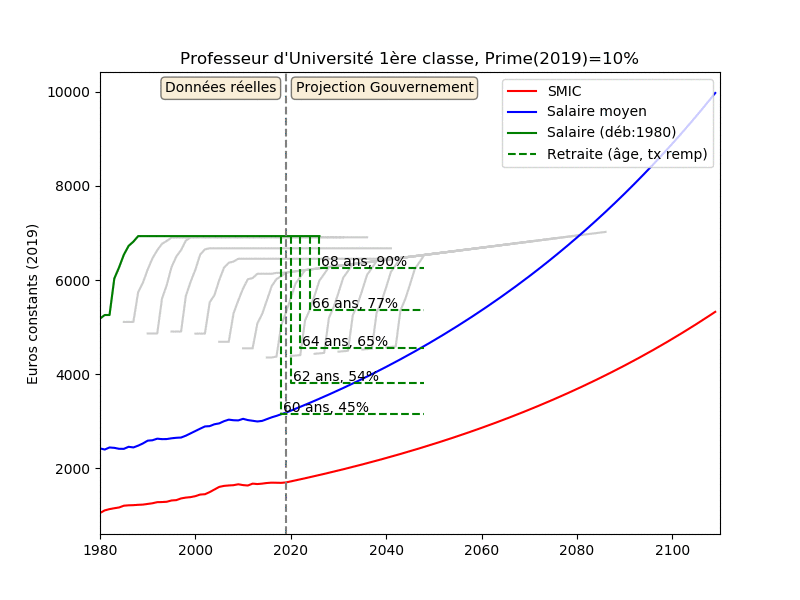 Professeur d'Université 1ère classe, Prime(2019)=10%
Données réelles
Projection Gouvernement
SMIC
Salaire moyen
Salaire (déb:1980)
Retraite (âge, tx remp)
Euros constants (2019)
10000
8000
6000
4000
2000
68 ans, 90%
66 ans, 77%
64 ans, 65%
62 ans, 54%
60 ans, 45%
1980
2000
2020
2040
2060
2080
2100